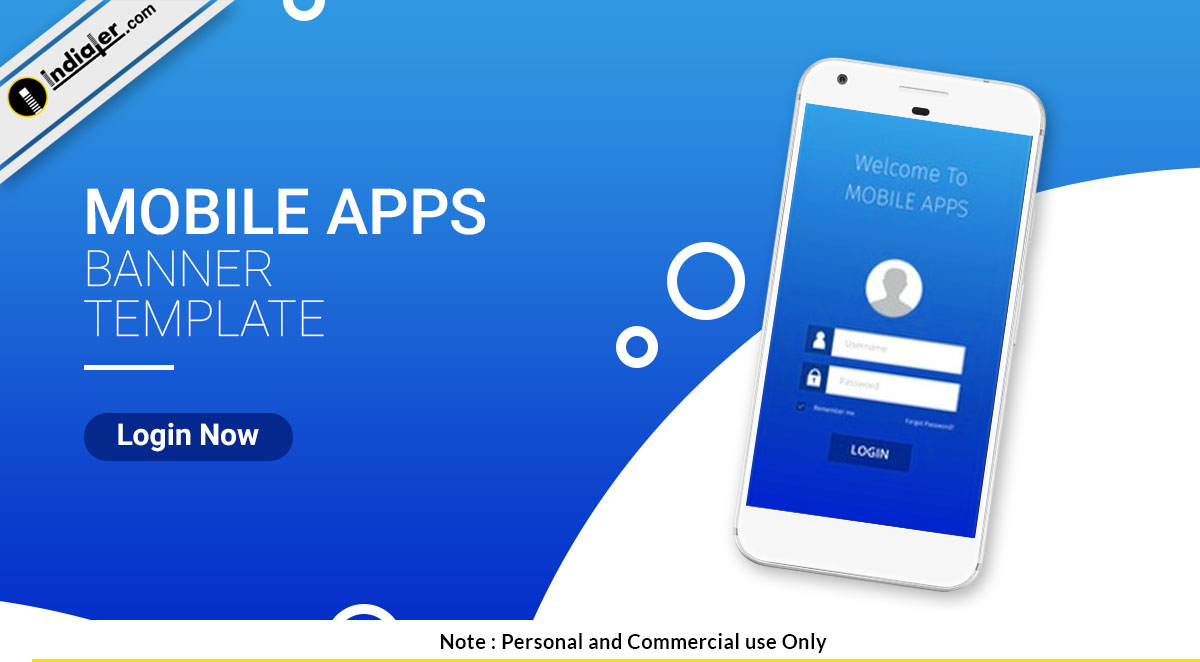 indiater.com
MOBILE APPS
BANNER
TEMPLATE
Login Now
Welcome To
MOBILE APPS
Username
Password
Remember me
Forgot Password?
LOGIN
Note : Personal and Commercial use Only